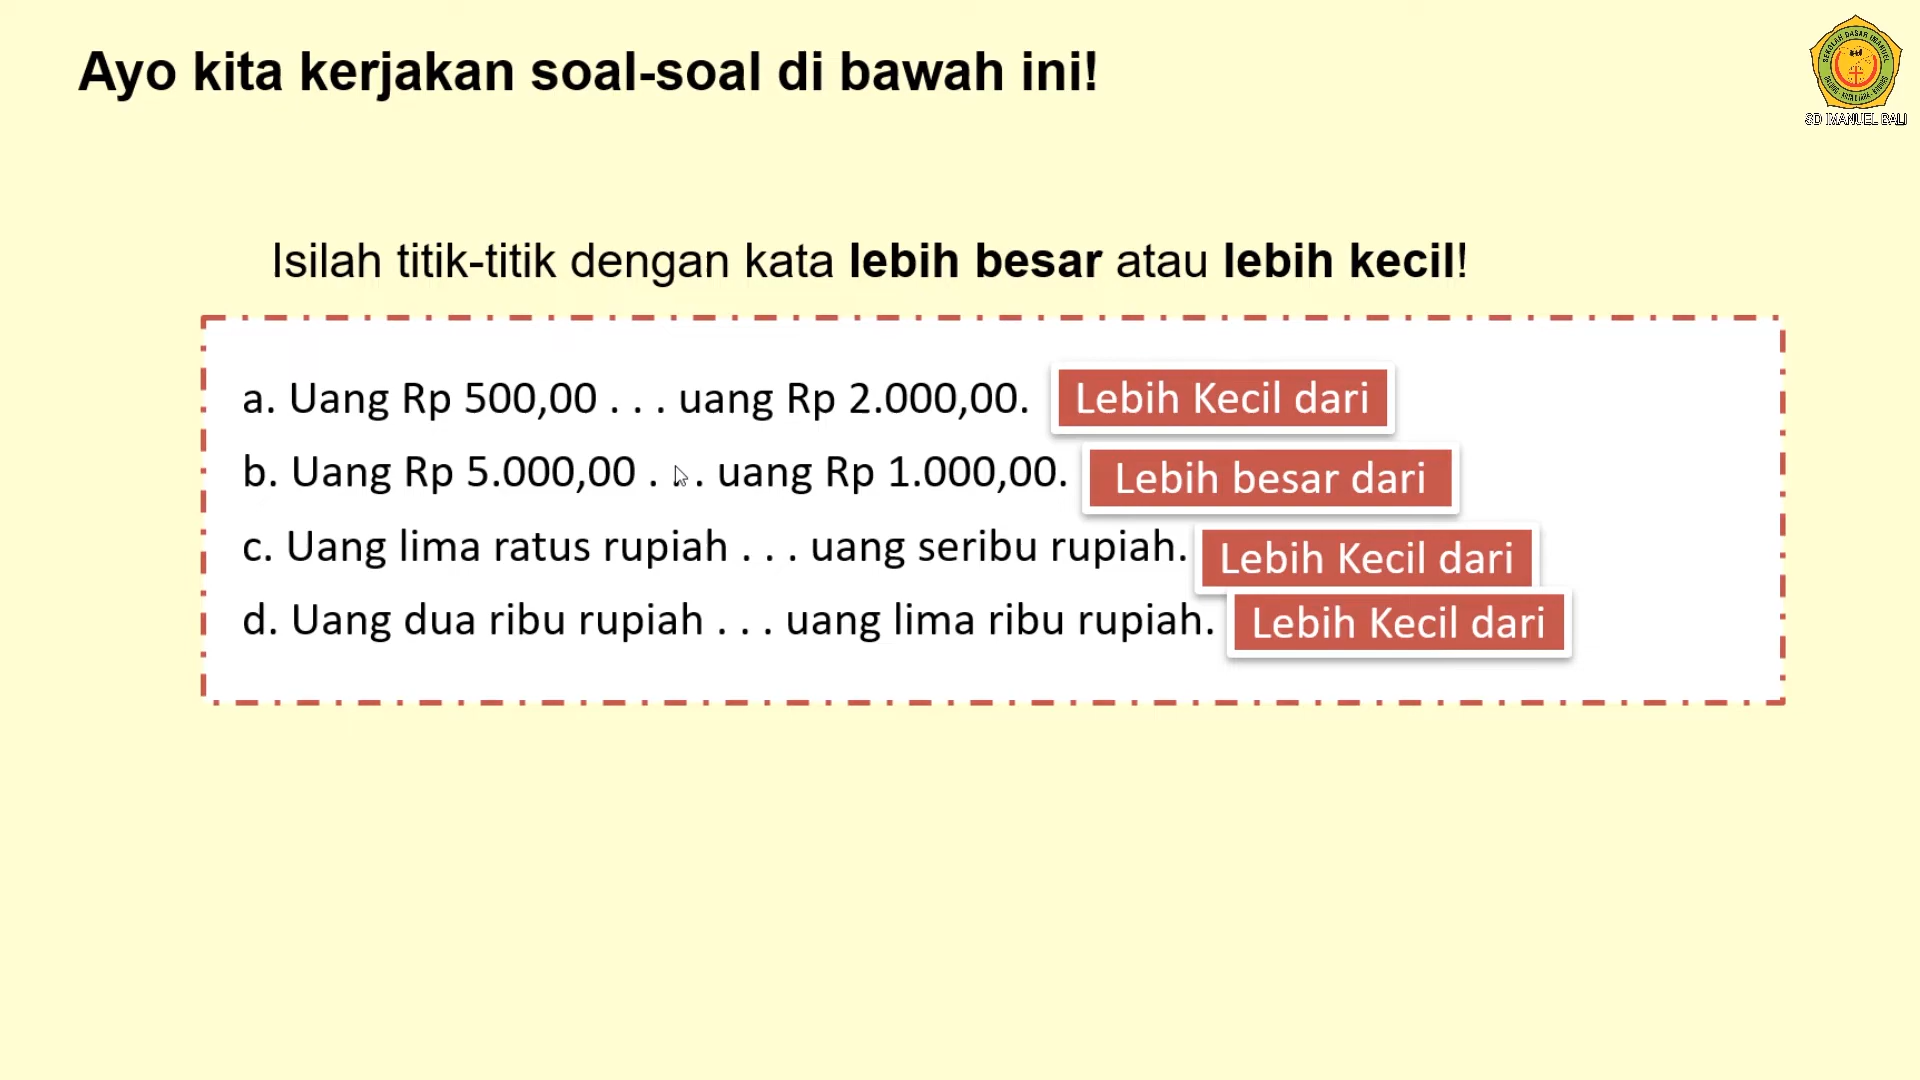 Ayo kita kerjakan soal-soal di bawah ini!
SEKOLAH DASAR IMANUEL
SD IMANUEL BALI
Isilah titik-titik dengan kata lebih besar atau lebih kecil!
a. Uang Rp 500,00 . . . uang Rp 2.000,00. Lebih Kecil dari
b. Uang Rp 5.000,00 . . . uang Rp 1.000,00. Lebih besar dari
c. Uang lima ratus rupiah . . . uang seribu rupiah. Lebih Kecil dari
d. Uang dua ribu rupiah . . . uang lima ribu rupiah. Lebih Kecil dari